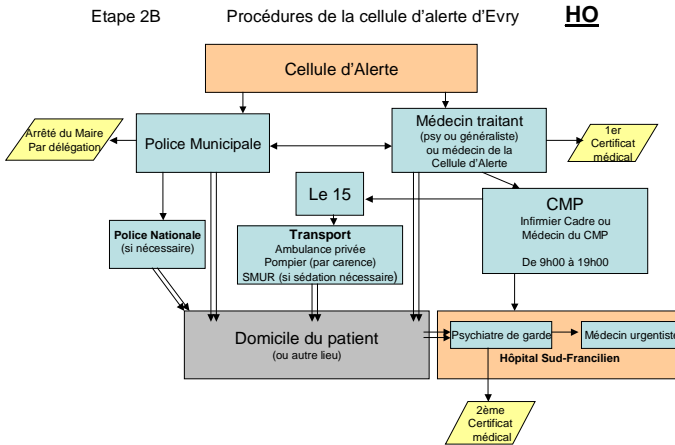 Etape 2B
Procédures de la cellule d'alerte d'Evry
HO
Cellule d'Alerte
Arrêté du Maire
Par délégation
Police Municipale
Médecin traitant
(psy ou généraliste)
ou médecin de la
Cellule d'Alerte
1er
Certificat
médical
Le 15
CMP
Infirmier Cadre ou
Médecin du CMP
De 9h00 à 19h00
Police Nationale
(si nécessaire)
Transport
Ambulance privée
Pompier (par carence)
SMUR (si sédation nécessaire)
Domicile du patient
(ou autre lieu)
Psychiatre de garde
Médecin urgentiste
Hôpital Sud-Francilien
2ème
Certificat
médical